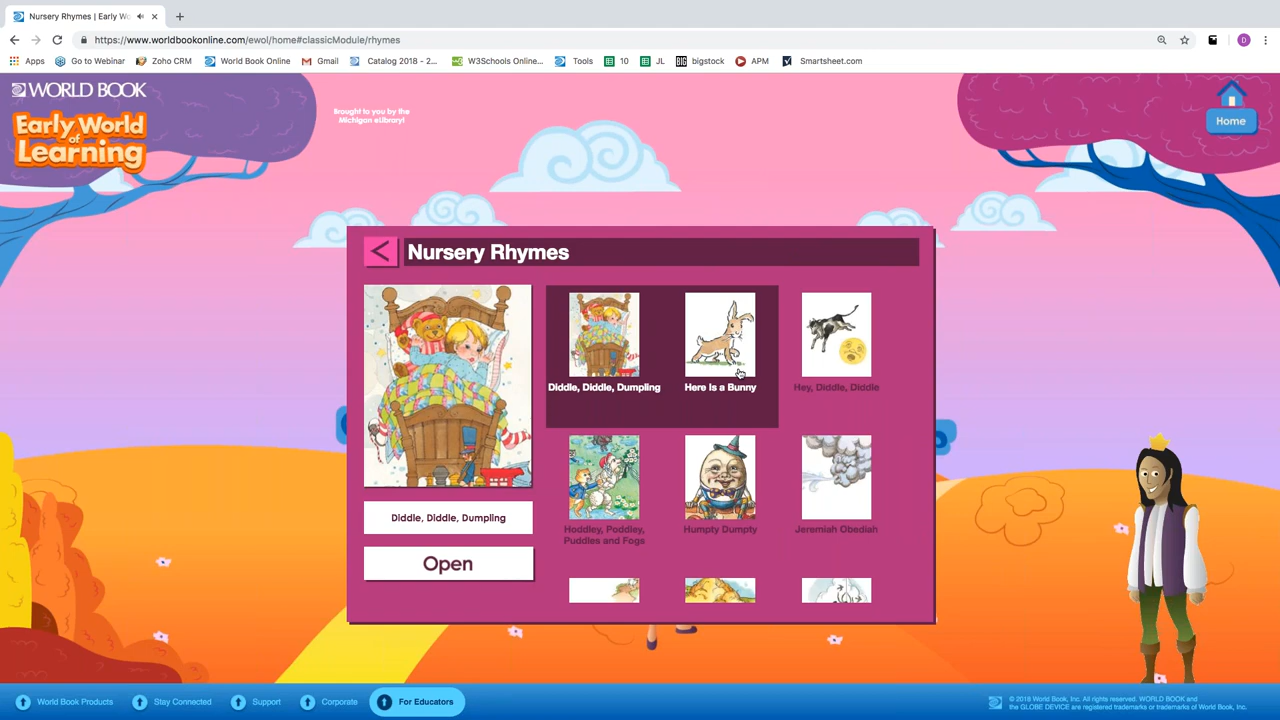 Nursery Rhymes | Early Wo
https://www.worldbookonline.com/ewol/home#classicModule/rhymes
D
Apps
Go to Webinar
Zoho CRM
World Book Online
Gmail
Catalog 2018 - 2...
W3Schools Online...
Tools
10
JL
BIG bigstock
APM
Smartsheet.com
WORLD BOOK
Early World
of
Learning
Brought to you by the
Michigan eLibrary!
Home
< Nursery Rhymes
Diddle, Diddle, Dumpling
Here Is a Bunny
Hey, Diddle, Diddle
Hoddley, Poddley,
Puddles and Fogs
Humpty Dumpty
Jeremiah Obediah
Diddle, Diddle, Dumpling
Open
World Book Products
Stay Connected
Support
Corporate
For Educators
© 2018 World Book, Inc. All rights reserved. WORLD BOOK and
the GLOBE DEVICE are registered trademarks or trademarks of World Book, Inc.